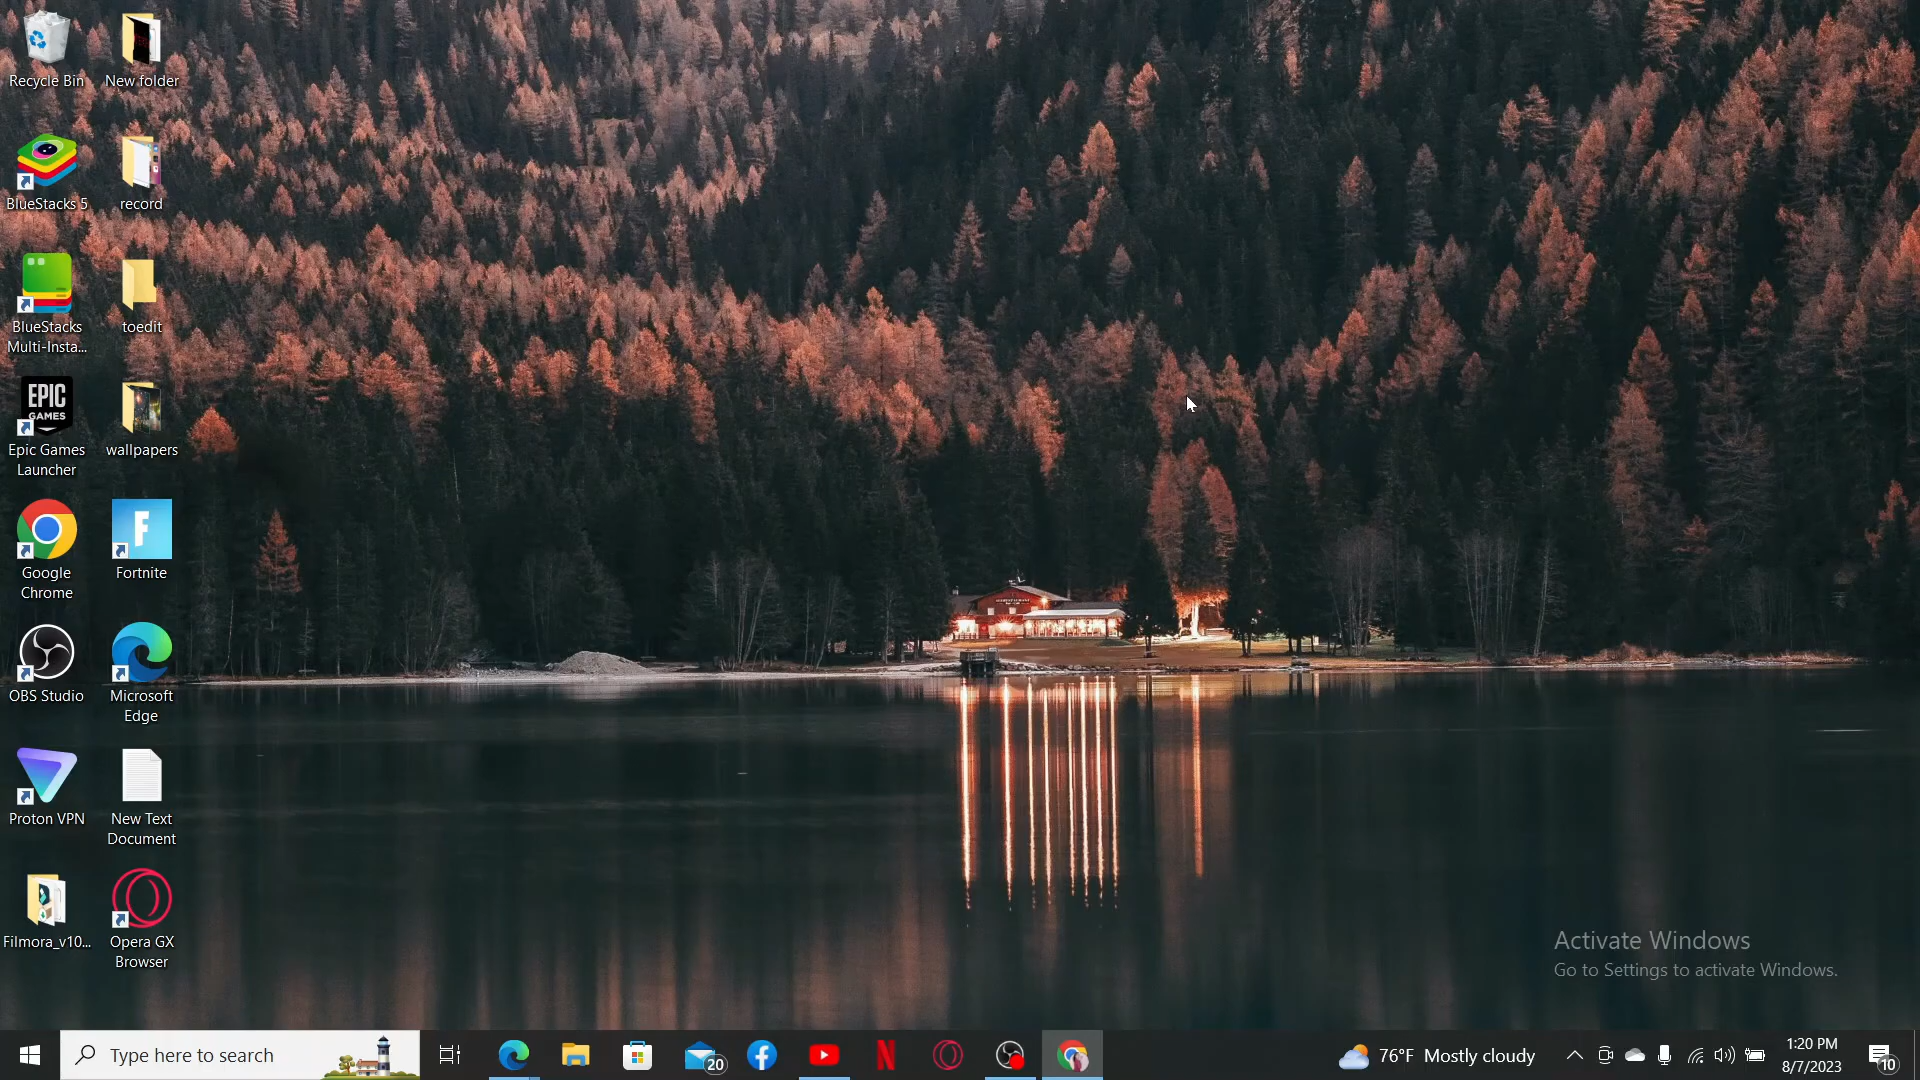 Recycle Bin
New folder
BlueStacks 5
record
BlueStacks
Multi-Insta...
toedit
EPIC
GAMES
Epic Games
Launcher
wallpapers
Google
Chrome
F
Fortnite
OBS Studio
Microsoft
Edge
Proton VPN
New Text
Document
Filmora_v10...
Opera GX
Browser
Activate Windows
Go to Settings to activate Windows.
Type here to search
20
76°F Mostly cloudy
1:20 PM
8/7/2023
10